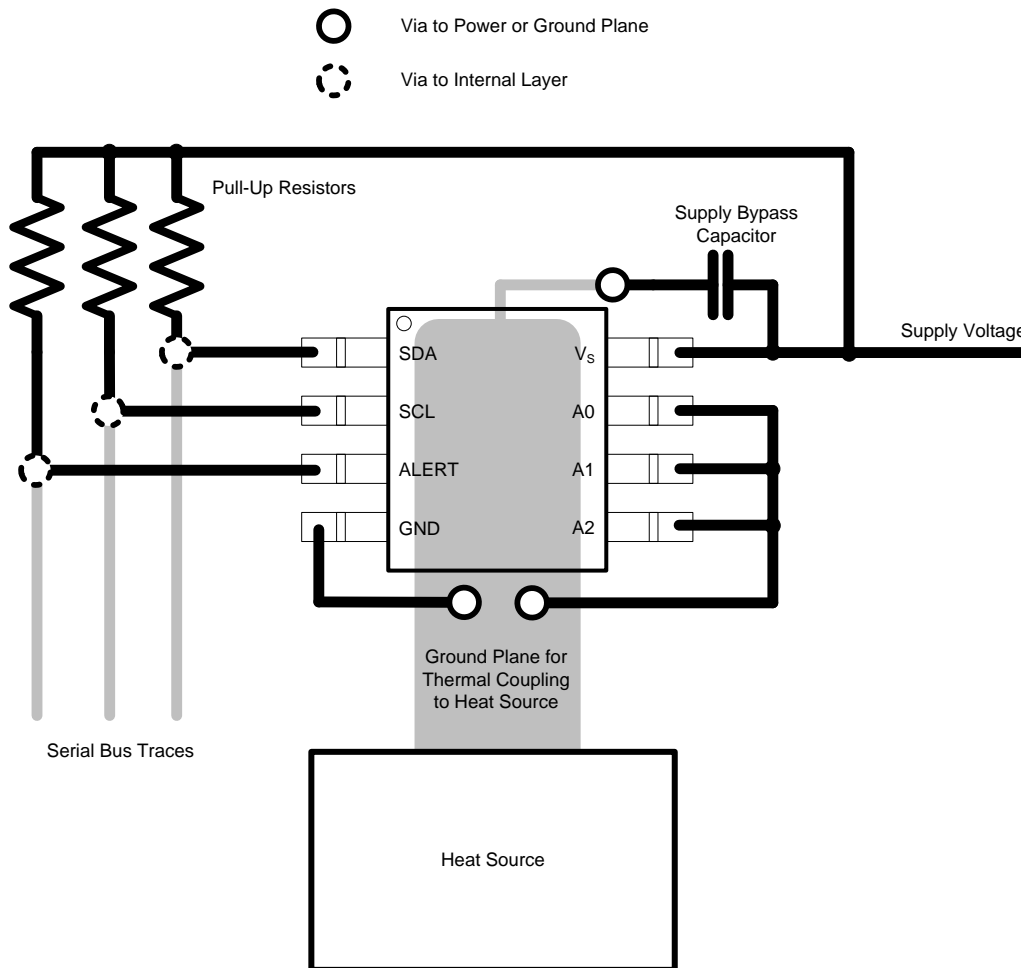 Via to Power or Ground Plane
Via to Internal Layer
Pull-Up Resistors
Supply Bypass
Capacitor
Supply Voltage
SDA
VS
SCL
A0
ALERT
A1
GND
A2
Ground Plane for
Thermal Coupling
to Heat Source
Serial Bus Traces
Heat Source